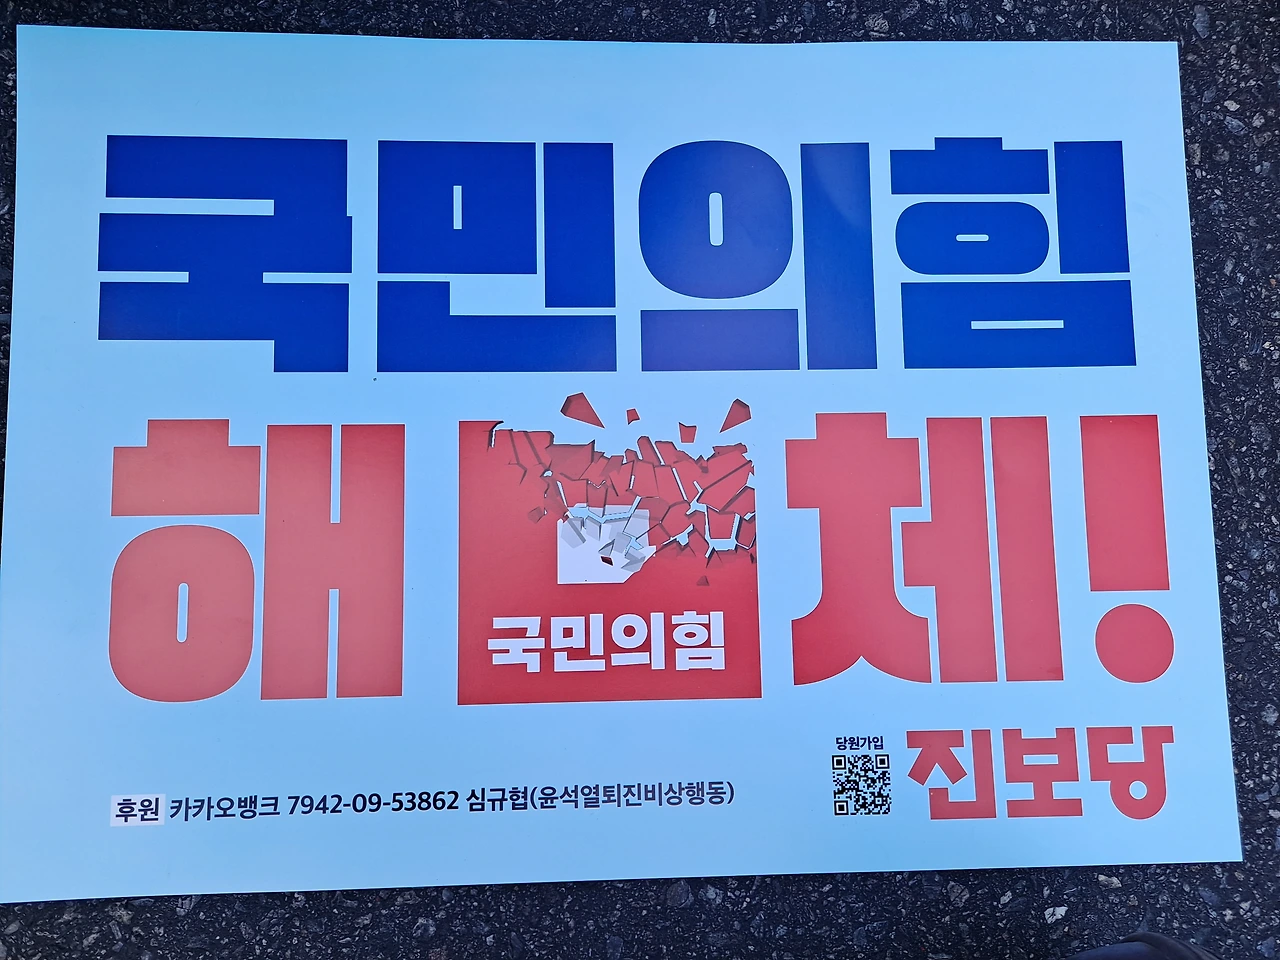 국민의힘
해체!
국민의힘
당원가입
진보당
후원 카카오뱅크 7942-09-53862 심규협(윤석열퇴진비상행동)